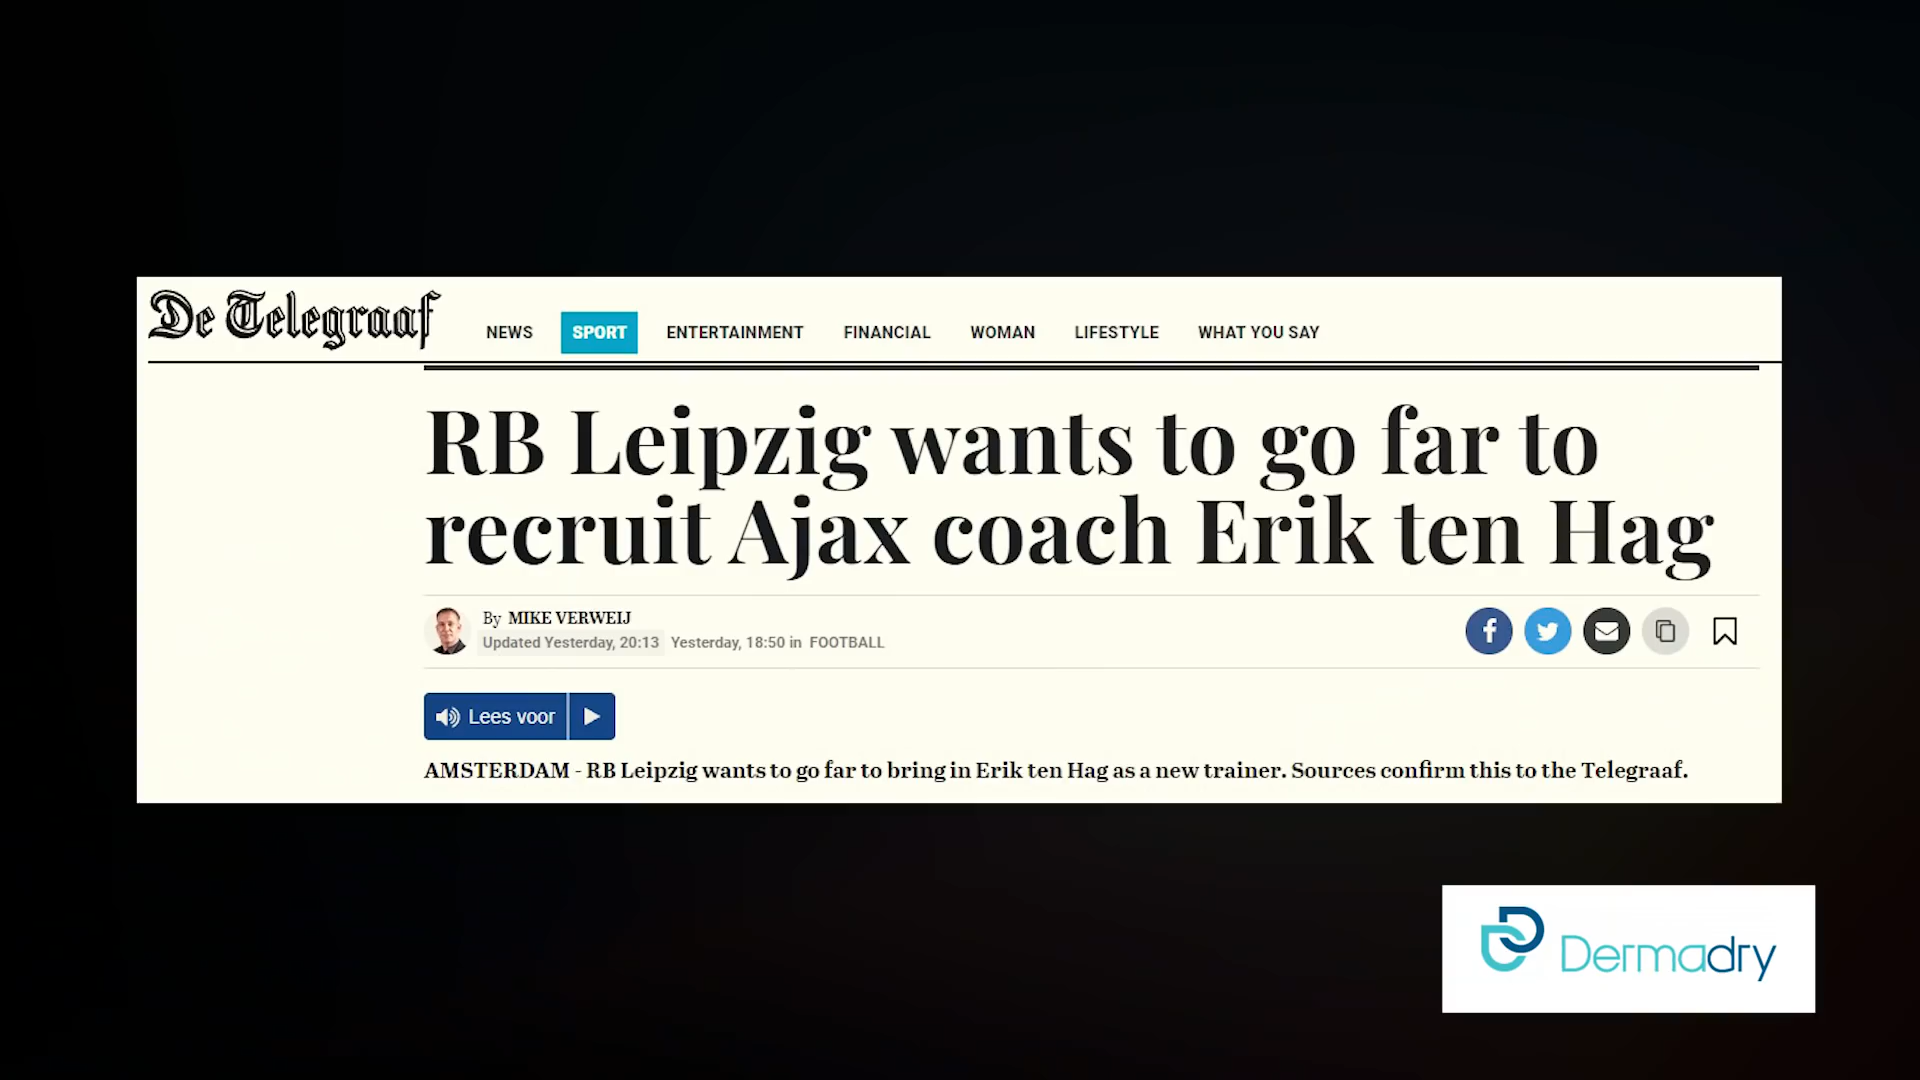 De Telegraaf
NEWS SPORT ENTERTAINMENT FINANCIAL WOMAN LIFESTYLE WHAT YOU SAY
RB Leipzig wants to go far to
recruit Ajax coach Erik ten Hag
By MIKE VERWEIJ
Updated Yesterday, 20:13 Yesterday, 18:50 in FOOTBALL
Lees voor
AMSTERDAM - RB Leipzig wants to go far to bring in Erik ten Hag as a new trainer. Sources confirm this to the Telegraaf.
Dermadry